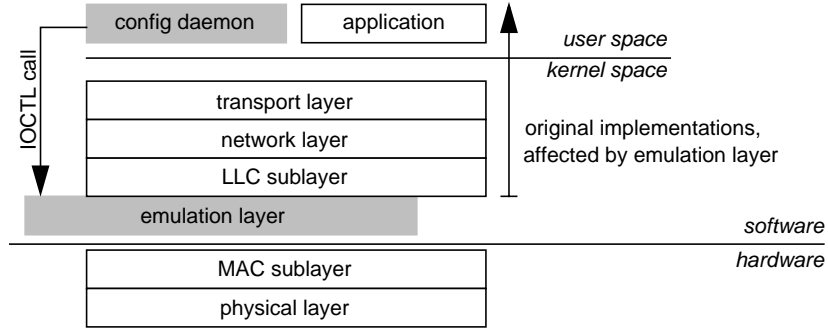 config daemon
application
user space
kernel space
IOCTL call
transport layer
network layer
LLC sublayer
original implementations,
affected by emulation layer
emulation layer
software
hardware
MAC sublayer
physical layer